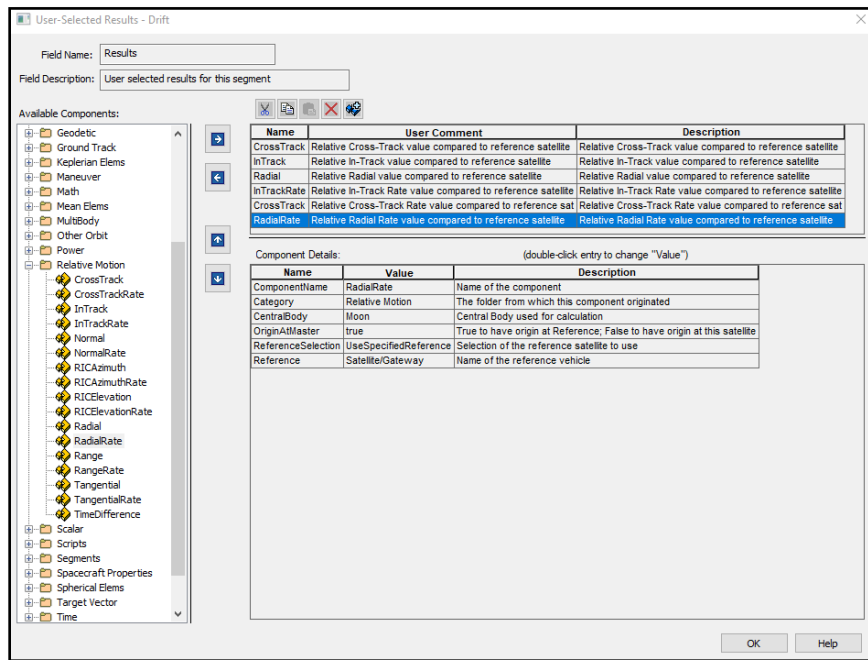 User-Selected Results - Drift
Field Name: Results
Field Description: User selected results for this segment
Available Components:
Geodetic
Ground Track
Keplerian Elems
Maneuver
Math
Mean Elems
MultiBody
Other Orbit
Power
Relative Motion
CrossTrack
CrossTrackRate
InTrack
InTrackRate
Normal
NormalRate
RICAzimuth
RICAzimuthRate
RICElevation
RICElevationRate
Radial
RadialRate
Range
RangeRate
Tangential
TangentialRate
TimeDifference
Scalar
Scripts
Segments
Spacecraft Properties
Spherical Elems
Target Vector
Time
Name User Comment Description
CrossTrack Relative Cross-Track value compared to reference satellite Relative Cross-Track value compared to reference satellite
InTrack Relative In-Track value compared to reference satellite Relative In-Track value compared to reference satellite
Radial Relative Radial value compared to reference satellite Relative Radial value compared to reference satellite
InTrackRate Relative In-Track Rate value compared to reference satellite Relative In-Track Rate value compared to reference satellite
CrossTrack Relative Cross-Track Rate value compared to reference sat Relative Cross-Track Rate value compared to reference sat
RadialRate Relative Radial Rate value compared to reference satellite Relative Radial Rate value compared to reference satellite
Component Details: (double-click entry to change "Value")
Name Value Description
ComponentName RadialRate Name of the component
Category Relative Motion The folder from which this component originated
CentralBody Moon Central Body used for calculation
OriginAtMaster true True to have origin at Reference; False to have origin at this satellite
ReferenceSelection UseSpecifiedReference Selection of the reference satellite to use
Reference Satellite/Gateway Name of the reference vehicle
OK Help